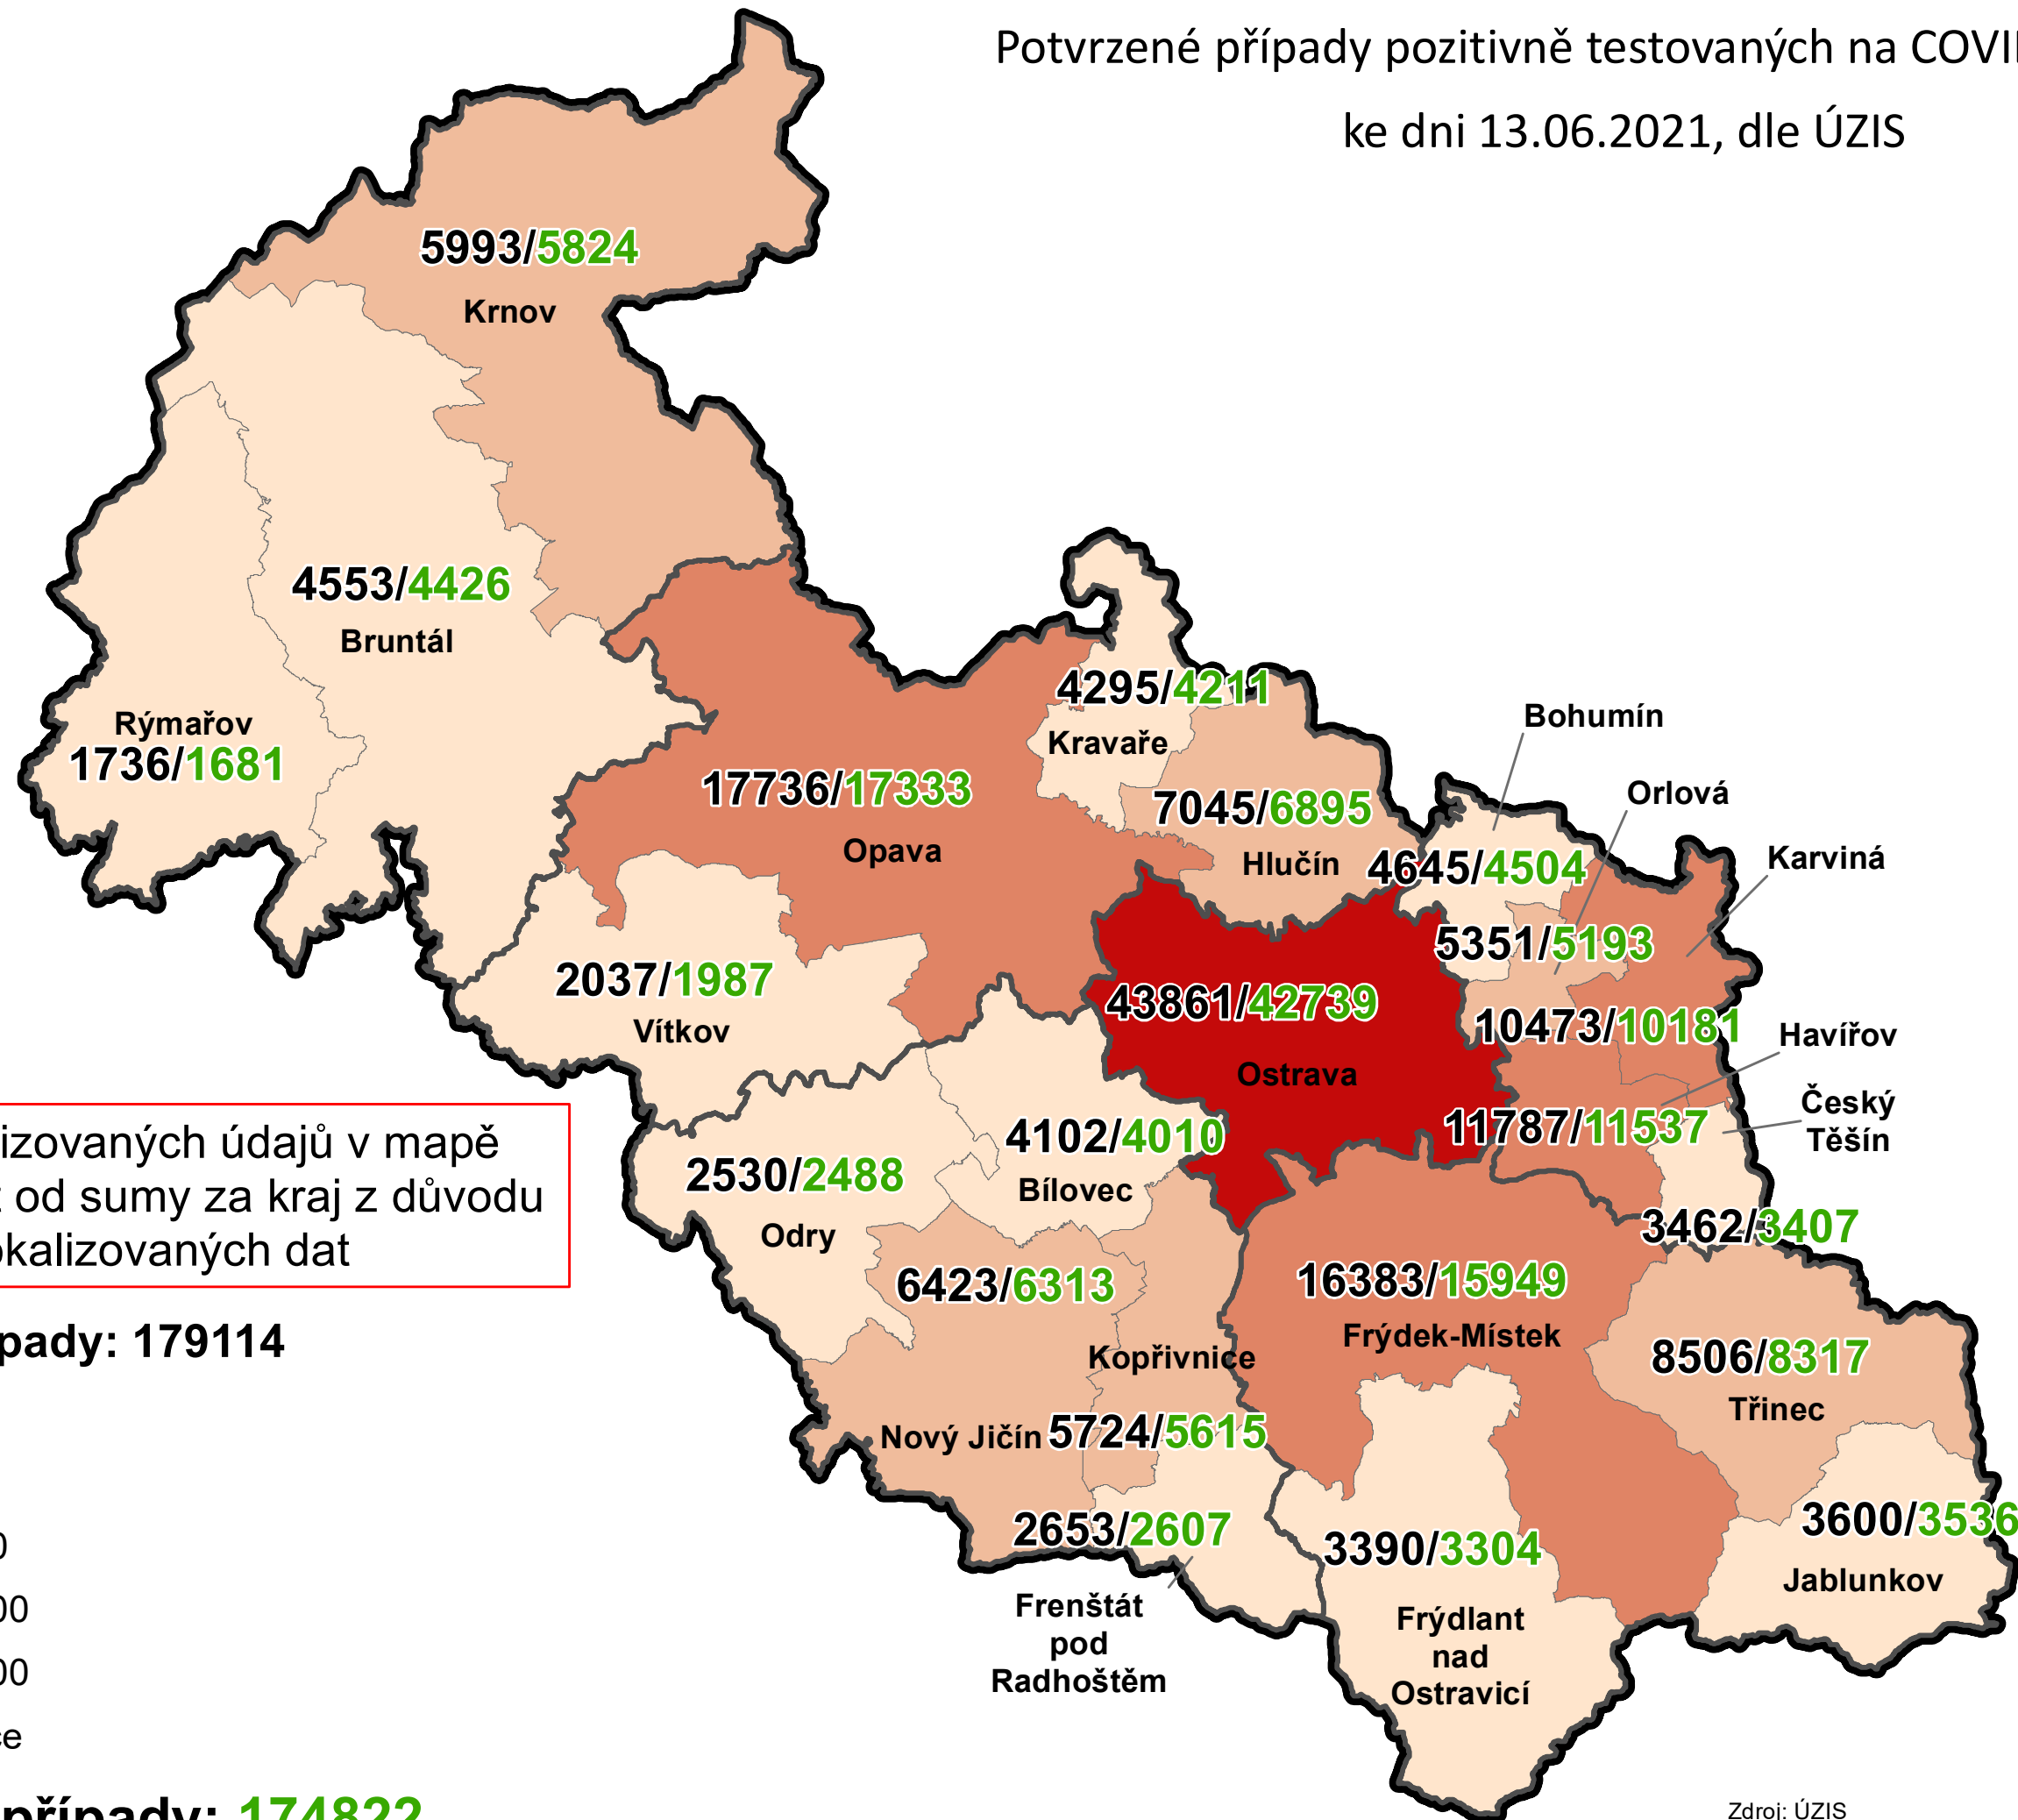 Potvrzené případy pozitivně testovaných na COVI
ke dni 13.06.2021, dle ÚZIS
5993/5824
Krnov
4553/4426
Bruntál
Rýmařov
1736/1681
4295/4211
Kravaře
Bohumín
17736/17333
Opava
7045/6895
Hlučín
Orlová
4645/4504
Karviná
5351/5193
2037/1987
Vítkov
43861/42739
Ostrava
10473/10181
Havířov
Český
Těšín
11787/11537
4102/4010
Bílovec
2530/2488
Odry
izovaných údajů v mapě
od sumy za kraj z důvodu
okalizovaných dat
3462/3407
6423/6313
16383/15949
Frýdek-Místek
pady: 179114
Kopřivnice
8506/8317
Třinec
Nový Jičín
5724/5615
2653/2607
3390/3304
3600/3536
Jablunkov
0
00
00
ce
Frenštát
pod
Radhoštěm
Frýdlant
nad
Ostravicí
případy: 174822
Zdroj: ÚZIS